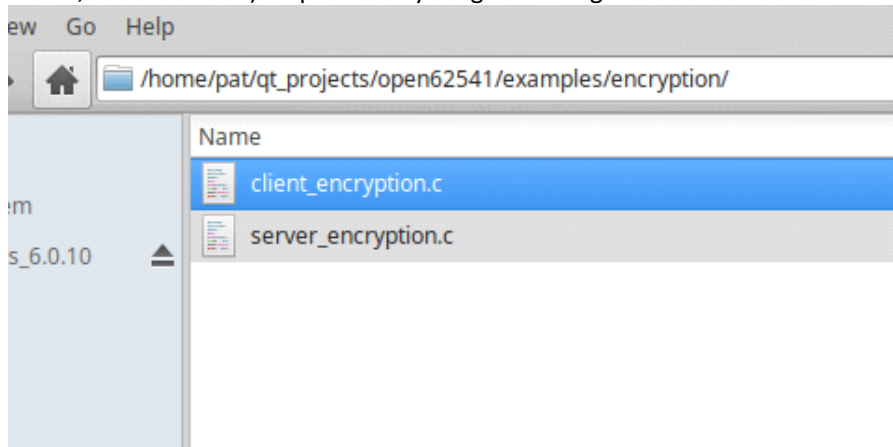 ew Go Help
/home/pat/qt_projects/open62541/examples/encryption/
Name
client_encryption.c
em
server_encryption.c
s_6.0.10